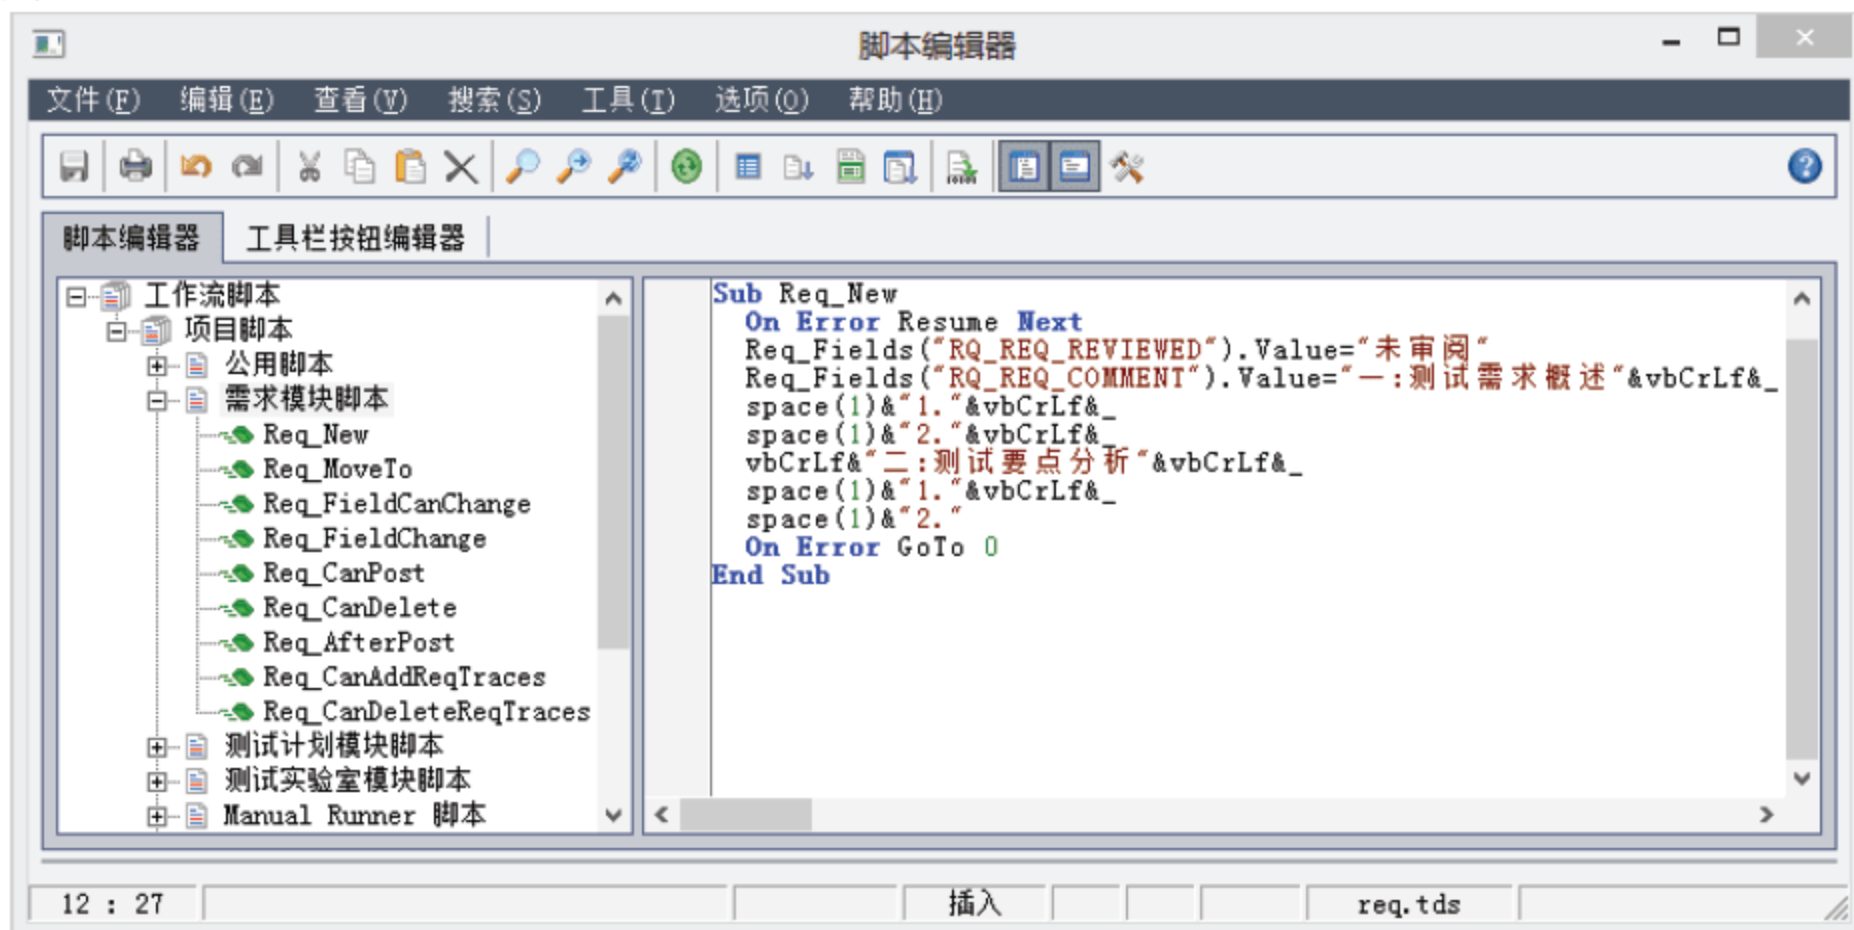 脚本编辑器
文件(F) 编辑(E) 查看(V) 搜索(S) 工具(T) 选项(O) 帮助(H)
脚本编辑器 工具栏按钮编辑器
工作流脚本
项目脚本
公用脚本
需求模块脚本
Req_New
Req_MoveTo
Req_FieldCanChange
Req_FieldChange
Req_CanPost
Req_CanDelete
Req_AfterPost
Req_CanAddReqTraces
Req_CanDeleteReqTraces
测试计划模块脚本
测试实验室模块脚本
Manual Runner 脚本
Sub Req_New
On Error Resume Next
Req_Fields("RQ_REQ_REVIEWED").Value="未审阅"
Req_Fields("RQ_REQ_COMMENT").Value="一:测试需求概述"&vbCrLf&_
space(1)&"1."&vbCrLf&_
space(1)&"2."&vbCrLf&_
vbCrLf&"二:测试要点分析"&vbCrLf&_
space(1)&"1."&vbCrLf&_
space(1)&"2."
On Error GoTo 0
End Sub
12 : 27 插入 req.tds